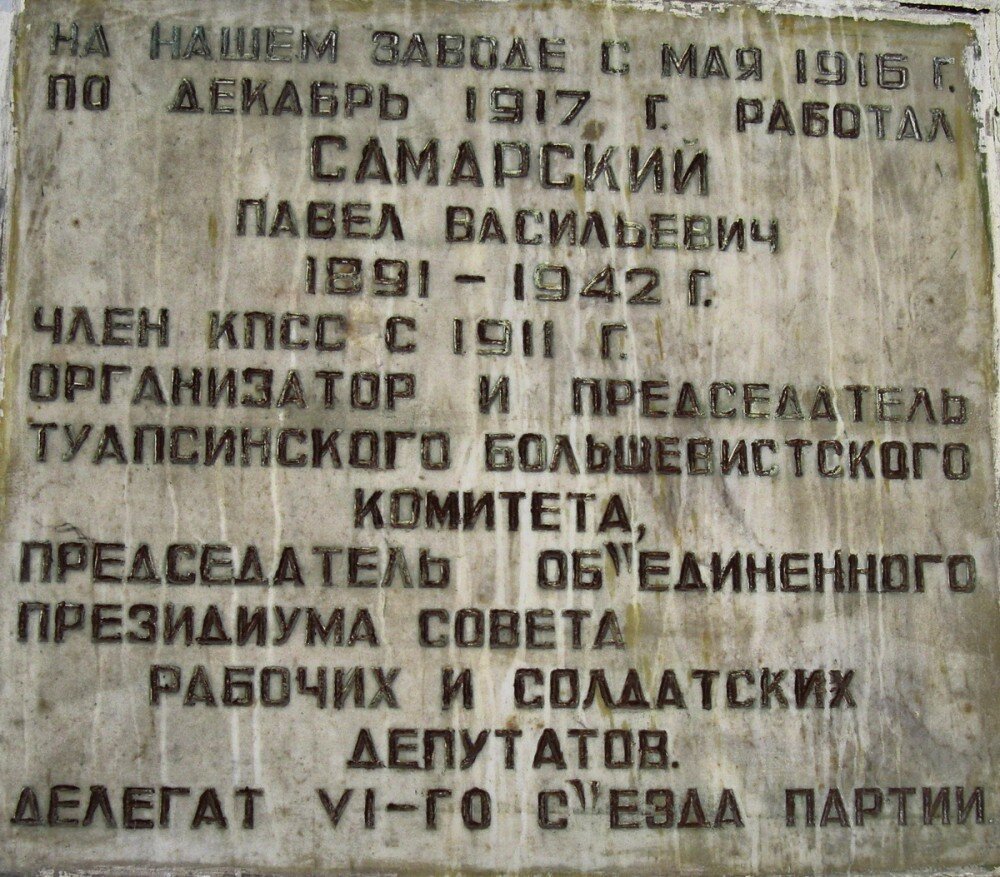 НА НАШЕМ ЗАВОДЕ С МАЯ 1916 Г.
ПО ДЕКАБРЬ 1917 Г. РАБОТАЛ
САМАРСКИЙ
ПАВЕЛ ВАСИЛЬЕВИЧ
1891 - 1942 Г.
ЧЛЕН КПСС С 1911 Г.
ОРГАНИЗАТОР И ПРЕДСЕДАТЕЛЬ
ТУАПСИНСКОГО БОЛЬШЕВИСТСКОГО
КОМИТЕТА,
ПРЕДСЕДАТЕЛЬ ОБ"ЕДИНЕННОГО
ПРЕЗИДИУМА СОВЕТА
РАБОЧИХ И СОЛДАТСКИХ
ДЕПУТАТОВ.
ДЕЛЕГАТ VI-ГО С"ЕЗДА ПАРТИИ